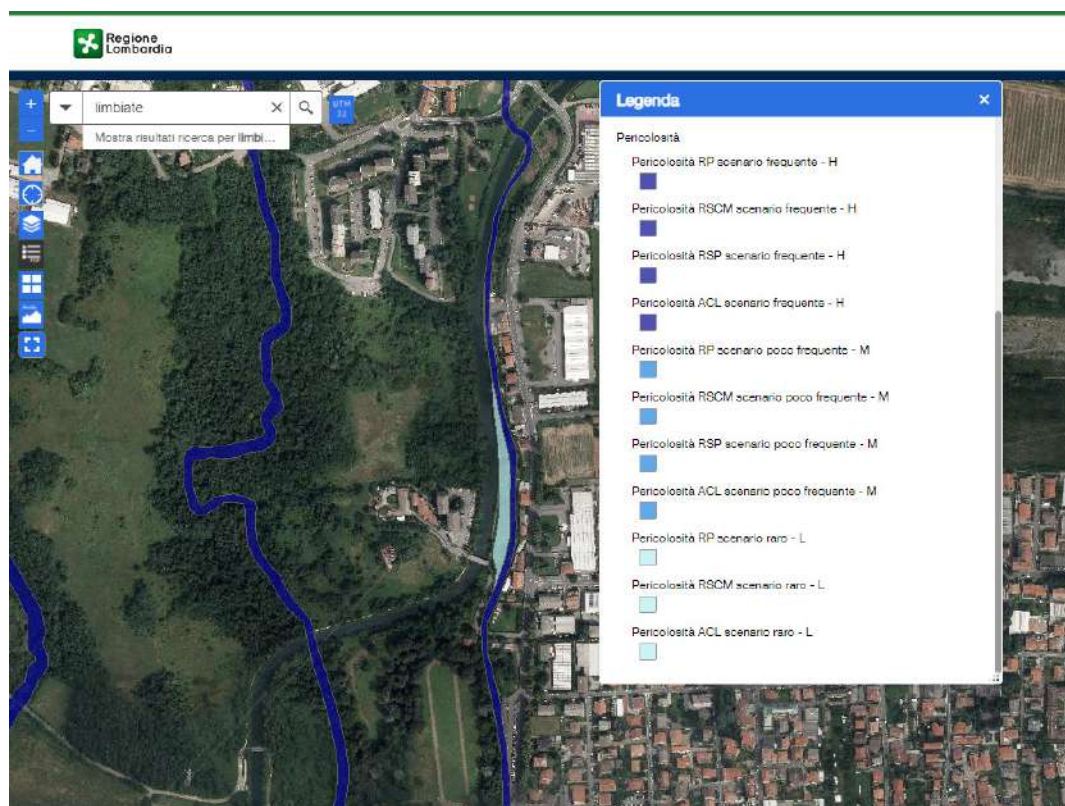 Regione
Lombardia
limbiate
UTM
32
Mostra risultati ricerca per limbi...
Legenda
Pericolosità
Pericolosità RP scenario frequente - H
Pericolosità RSCM scenario frequente - H
Pericolosità RSP scenario frequente - H
Pericolosità ACL scenario frequente - H
Pericolosità RP scenario poco frequente - M
Pericolosità RSCM scenario poco frequente - M
Pericolosità RSP scenario poco frequente - M
Pericolosità ACL scenario poco frequente - M
Pericolosità RP scenario raro - L
Pericolosità RSCM scenario raro - L
Pericolosità ACL scenario raro - L